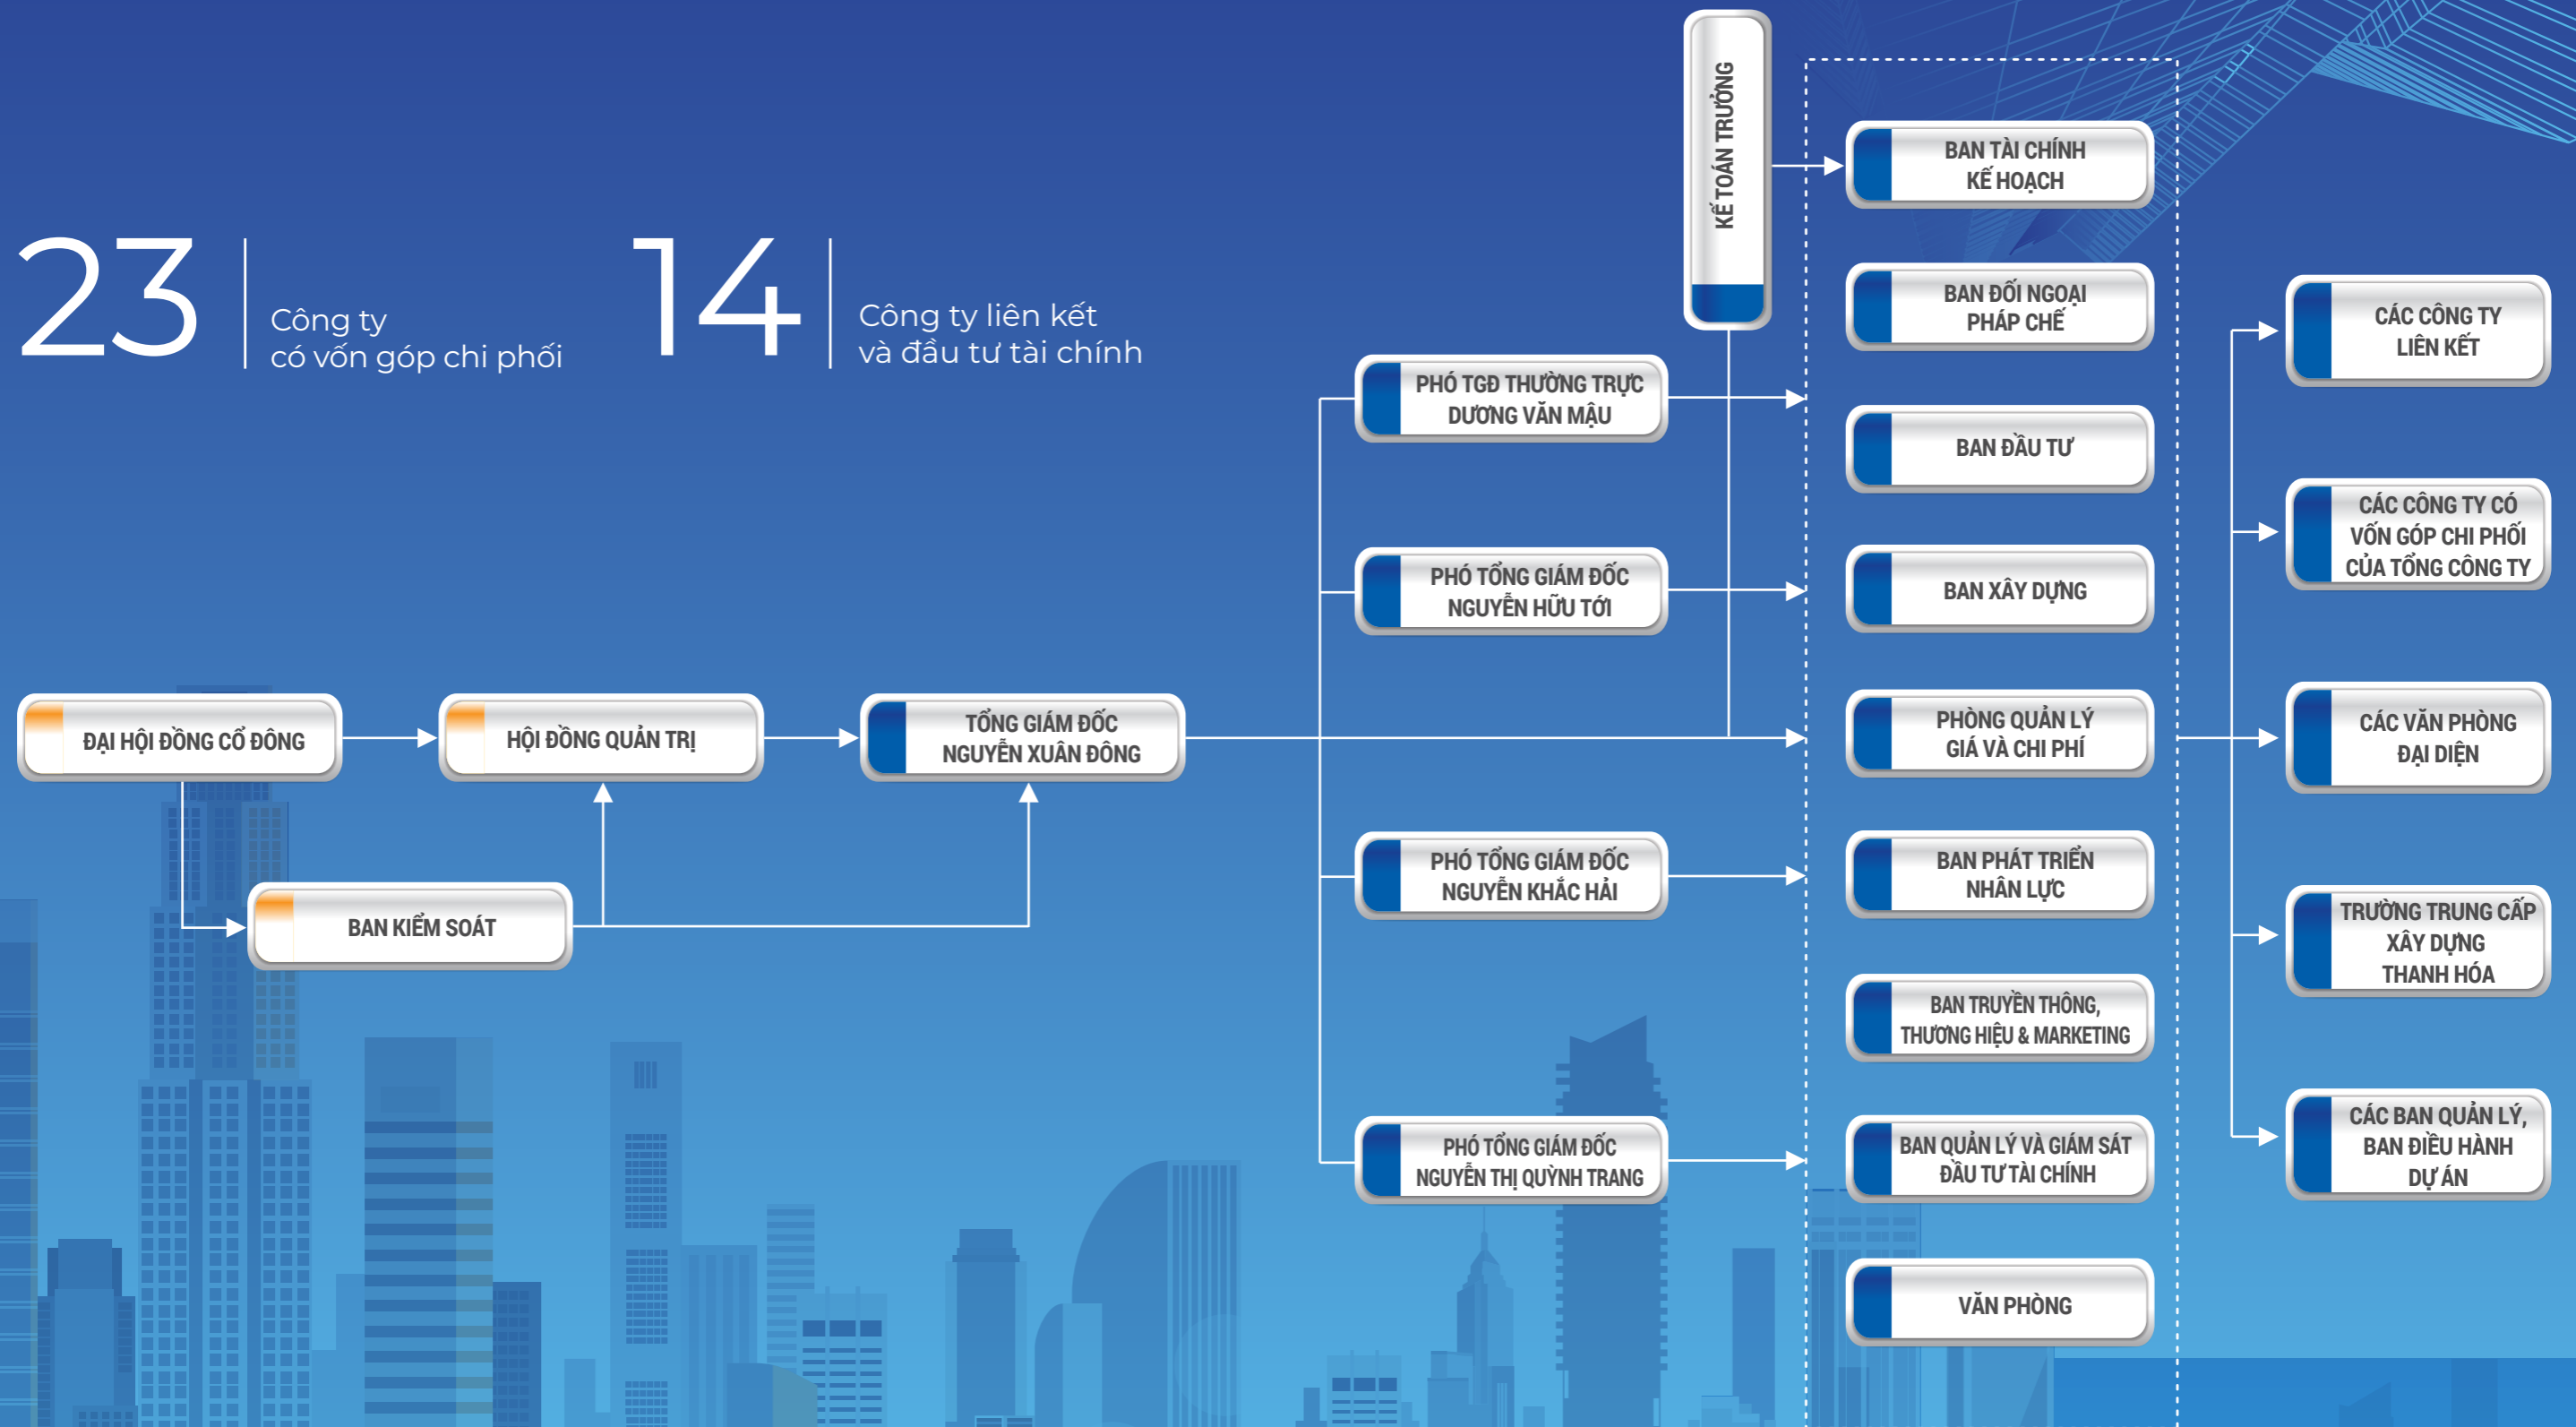 23
Công ty
có vốn góp chi phối
14
Công ty liên kết
và đầu tư tài chính
ĐẠI HỘI ĐỒNG CỔ ĐÔNG
HỘI ĐỒNG QUẢN TRỊ
BAN KIỂM SOÁT
TỔNG GIÁM ĐỐC
NGUYỄN XUÂN ĐÔNG
KẾ TOÁN TRƯỞNG
PHÓ TGĐ THƯỜNG TRỰC
DƯƠNG VĂN MẬU
PHÓ TỔNG GIÁM ĐỐC
NGUYỄN HỮU TỚI
PHÓ TỔNG GIÁM ĐỐC
NGUYỄN KHẮC HẢI
PHÓ TỔNG GIÁM ĐỐC
NGUYỄN THỊ QUỲNH TRANG
BAN TÀI CHÍNH
KẾ HOẠCH
BAN ĐỐI NGOẠI
PHÁP CHẾ
BAN ĐẦU TƯ
BAN XÂY DỰNG
PHÒNG QUẢN LÝ
GIÁ VÀ CHI PHÍ
BAN PHÁT TRIỂN
NHÂN LỰC
BAN TRUYỀN THÔNG,
THƯƠNG HIỆU & MARKETING
BAN QUẢN LÝ VÀ GIÁM SÁT
ĐẦU TƯ TÀI CHÍNH
VĂN PHÒNG
CÁC CÔNG TY
LIÊN KẾT
CÁC CÔNG TY CÓ
VỐN GÓP CHI PHỐI
CỦA TỔNG CÔNG TY
CÁC VĂN PHÒNG
ĐẠI DIỆN
TRƯỜNG TRUNG CẤP
XÂY DỰNG
THANH HÓA
CÁC BAN QUẢN LÝ,
BAN ĐIỀU HÀNH
DỰ ÁN